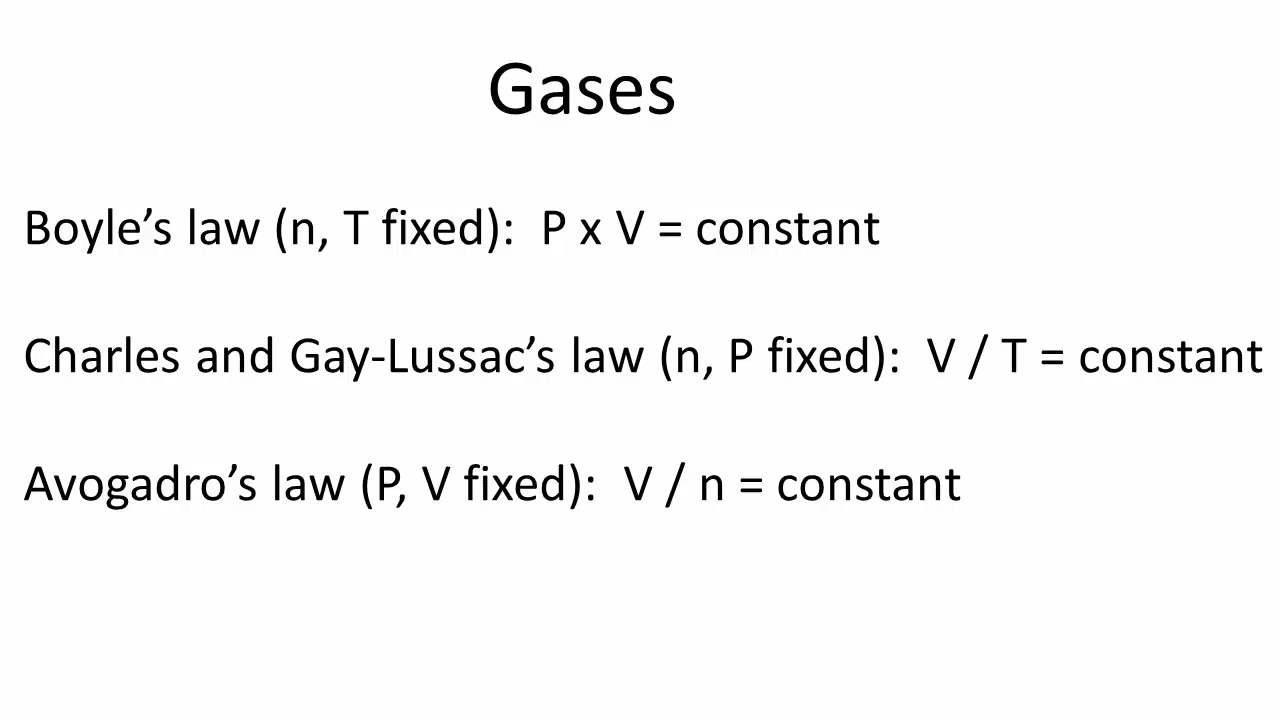 Gases
Boyle’s law (n, T fixed):  P x V = constant
Charles and Gay-Lussac’s law (n, P fixed):  V / T = constant
Avogadro’s law (P, V fixed):  V / n = constant